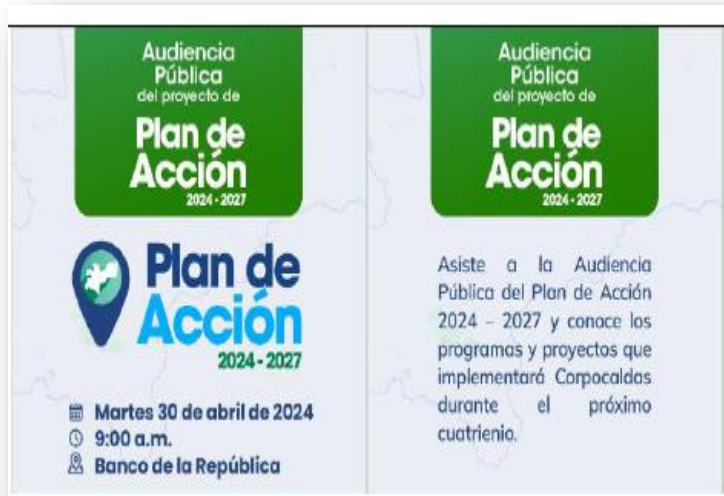 Audiencia
Pública
del proyecto de
Plan de
Acción
2024 - 2027
Plan de
Acción
2024 - 2027
Martes 30 de abril de 2024
9:00 a.m.
Banco de la República
Audiencia
Pública
del proyecto de
Plan de
Acción
2024 - 2027
Asiste a la Audiencia
Pública del Plan de Acción
2024 – 2027 y conoce los
programas y proyectos que
implementará Corpocaldas
durante el próximo
cuatrienio.